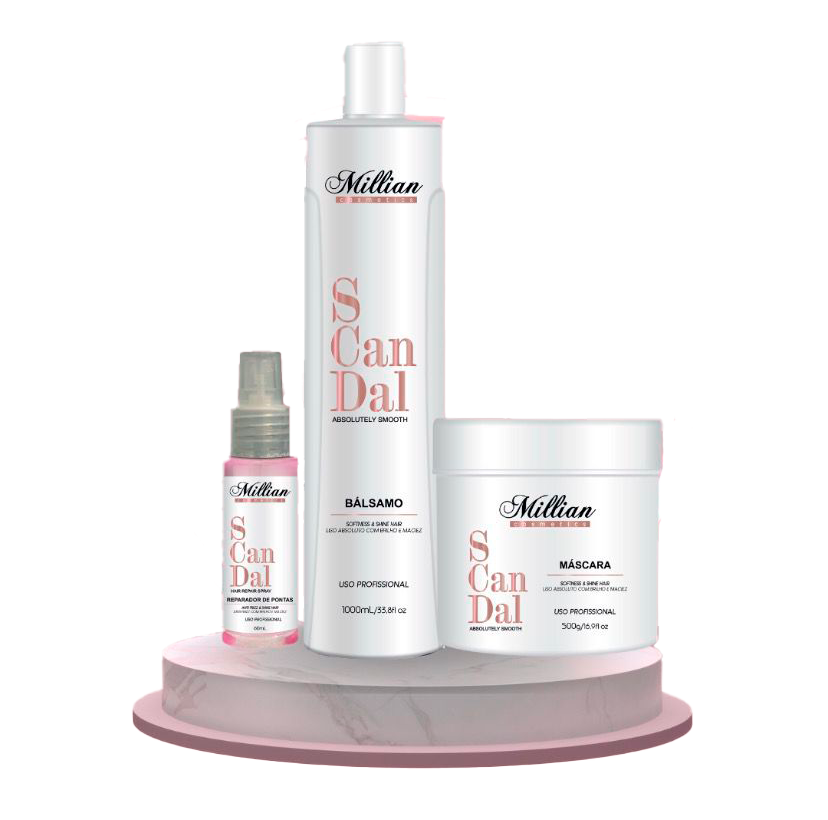 Millian
cosmetics
S
Can
Dal
ABSOLUTELY SMOOTH
BÁLSAMO
SOFTNESS & SHINE HAIR
LISO ABSOLUTO COM BRILHO E MACIEZ
USO PROFISSIONAL
1000mL/33.8fl oz
Millian
cosmetics
S
Can
Dal
HAIR REPAIR SPRAY
REPARADOR DE PONTAS
USO PROFISSIONAL
60mL
Millian
cosmetics
S
Can
Dal
ABSOLUTELY SMOOTH
MÁSCARA
SOFTNESS & SHINE HAIR
LISO ABSOLUTO COM BRILHO E MACIEZ
USO PROFISSIONAL
500g/16.9fl oz